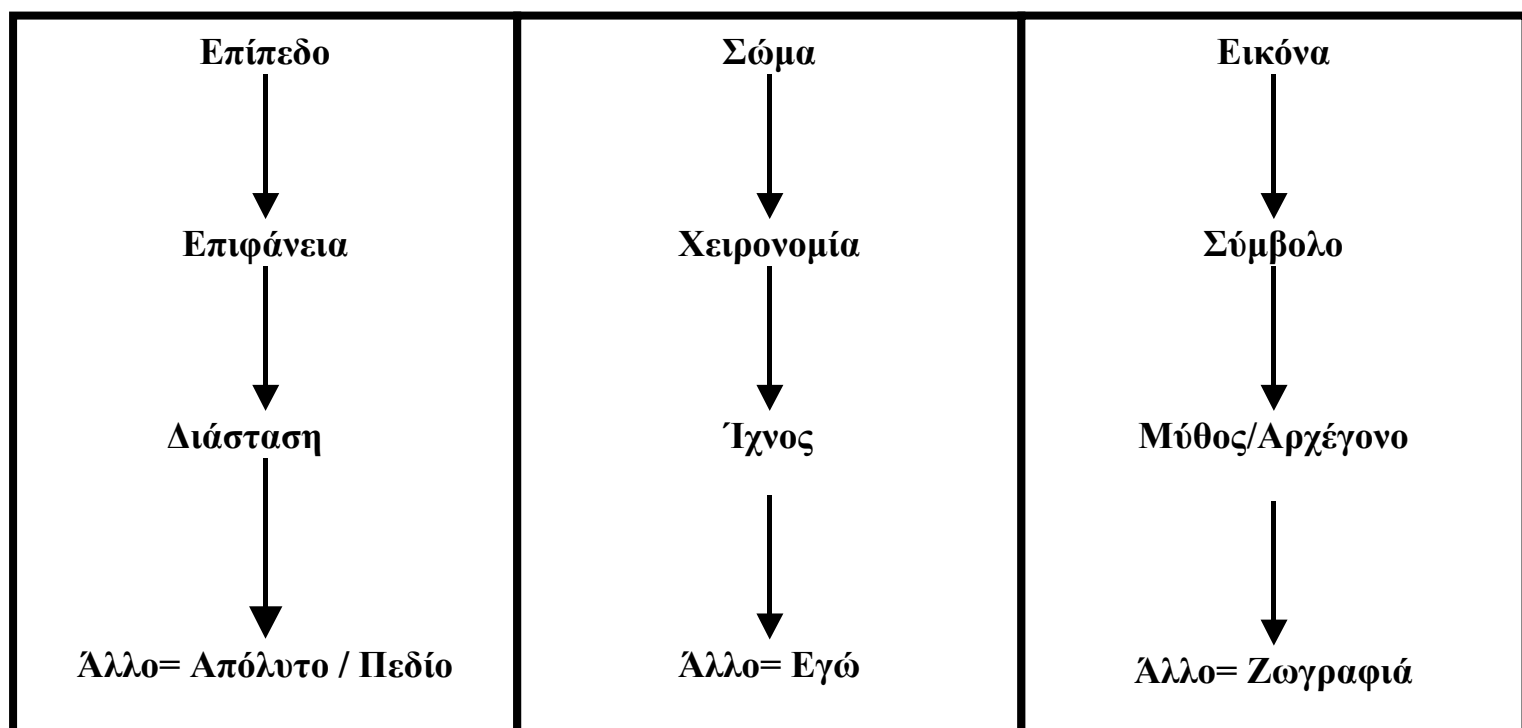 Επίπεδο
Επιφάνεια
Διάσταση
Άλλο= Απόλυτο / Πεδίο
Σώμα
Χειρονομία
Ίχνος
Άλλο= Εγώ
Εικόνα
Σύμβολο
Μύθος/Αρχέγονο
Άλλο= Ζωγραφιά